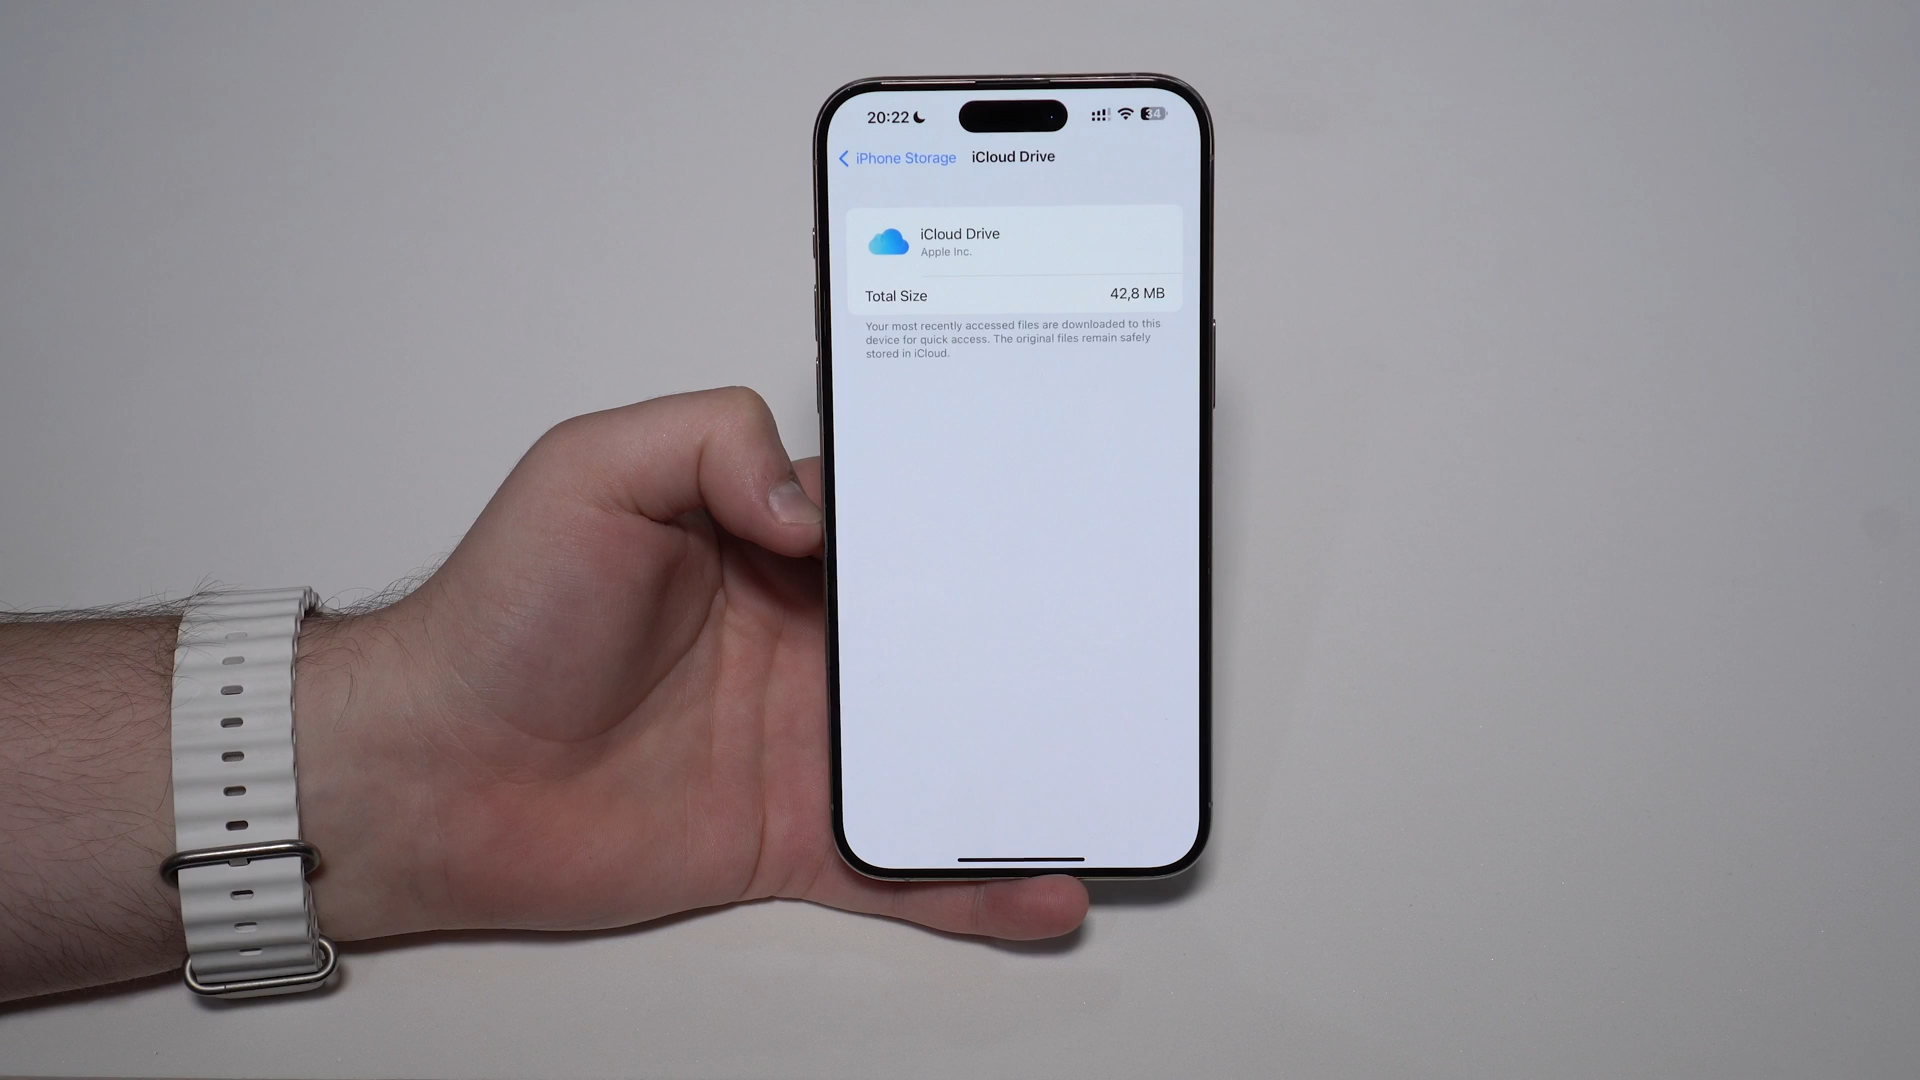 20:22
34
iPhone Storage
iCloud Drive
iCloud Drive
Apple Inc.
Total Size
42,8 MB
Your most recently accessed files are downloaded to this
device for quick access. The original files remain safely
stored in iCloud.